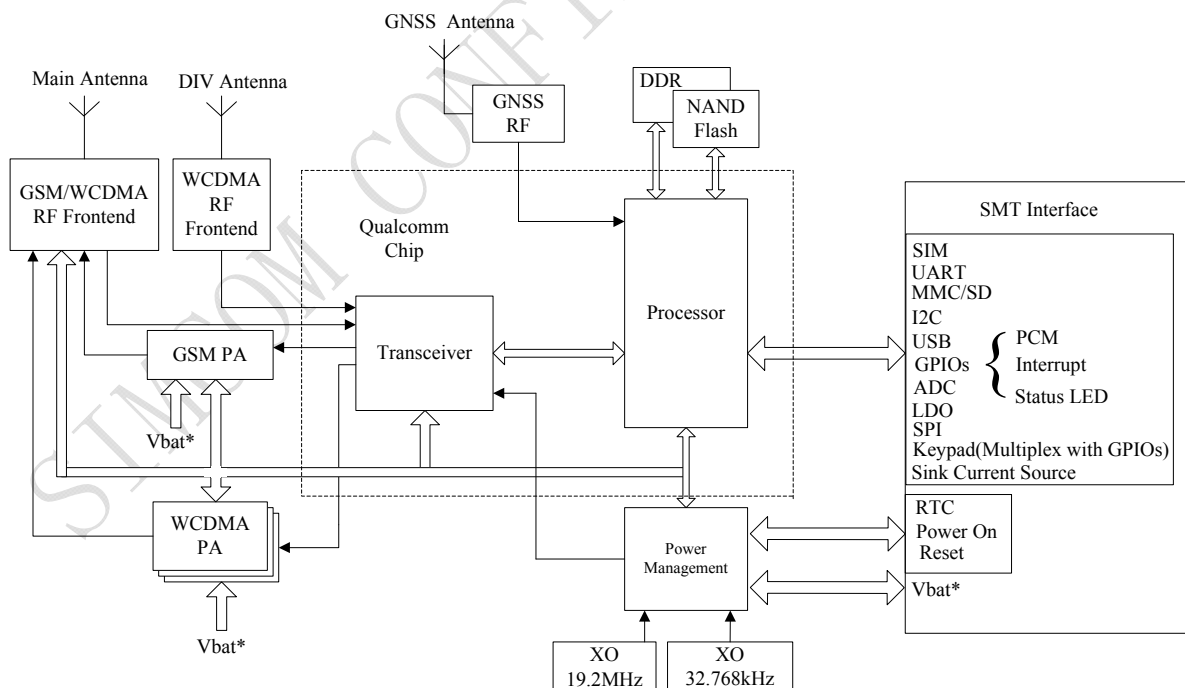 GNSS Antenna
Main Antenna
DIV Antenna
GNSS
RF
DDR
NAND
Flash
GSM/WCDMA
RF Frontend
WCDMA
RF
Frontend
Qualcomm
Chip
Processor
Transceiver
GSM PA
Vbat*
WCDMA
PA
Vbat*
Power
Management
XO
19.2MHz
XO
32.768kHz
SMT Interface
SIM
UART
MMC/SD
I2C
USB
GPIOs
ADC
LDO
SPI
Keypad(Multiplex with GPIOs)
Sink Current Source
{
PCM
Interrupt
Status LED
RTC
Power On
Reset
Vbat*
SIMCOM CONFI